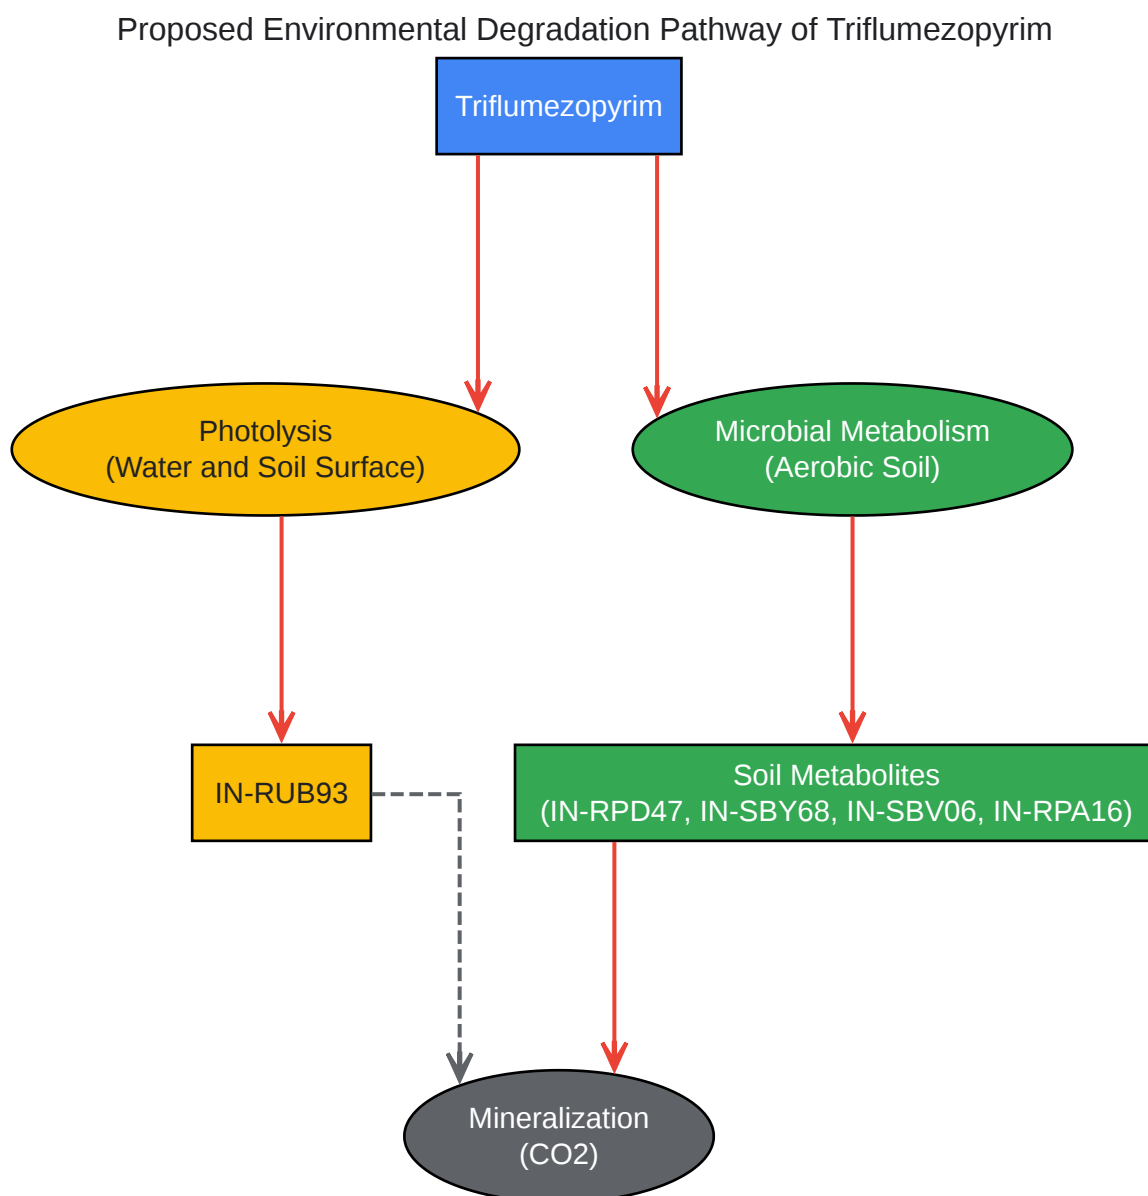 Proposed Environmental Degradation Pathway of Triflumezopyrim
Triflumezopyrim
Photolysis
(Water and Soil Surface)
Microbial Metabolism
(Aerobic Soil)
IN-RUB93
Soil Metabolites
(IN-RPD47, IN-SBY68, IN-SBV06, IN-RPA16)
Mineralization
(CO2)